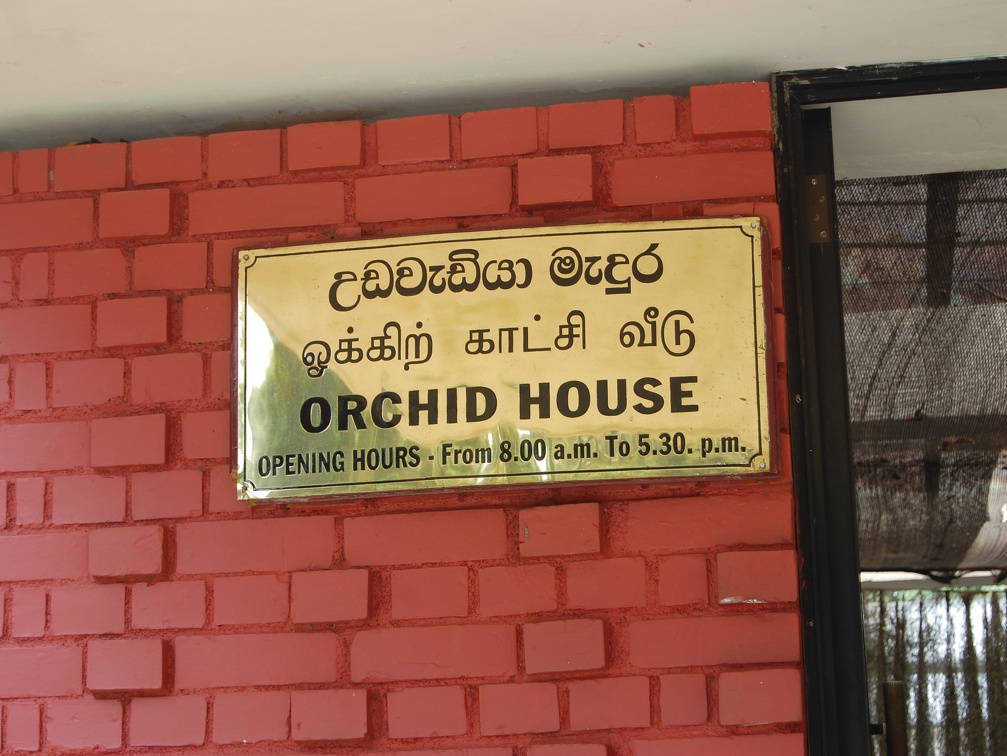 උඩවැඩියා මැදුර
ஓக்கிற் காட்சி வீடு
ORCHID HOUSE
OPENING HOURS - From 8.00 a.m. To 5.30. p.m.